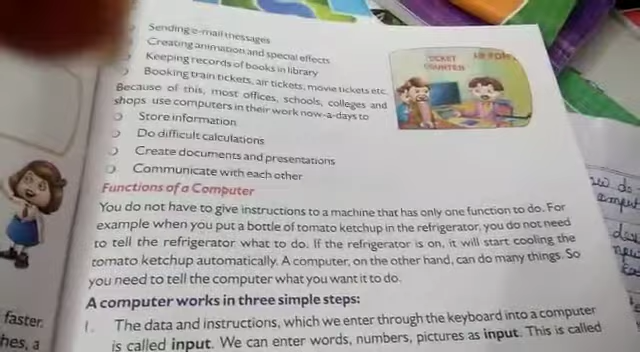 Sending e-mail messages
Creating animation and special effects
Keeping records of books in library
Booking train tickets, air tickets, movie tickets etc.
Because of this, most offices, schools, colleges and
shops use computers in their work now-a-days to
Store information
Do difficult calculations
Create documents and presentations
Communicate with each other
TICKET
COUNTER
Functions of a Computer
You do not have to give instructions to a machine that has only one function to do. For
example when you put a bottle of tomato ketchup in the refrigerator, you do not need
to tell the refrigerator what to do. If the refrigerator is on, it will start cooling the
tomato ketchup automatically. A computer, on the other hand, can do many things. So
you need to tell the computer what you want it to do.
A computer works in three simple steps:
1. The data and instructions, which we enter through the keyboard into a computer
is called input. We can enter words, numbers, pictures as input. This is called
faster.
hes, a